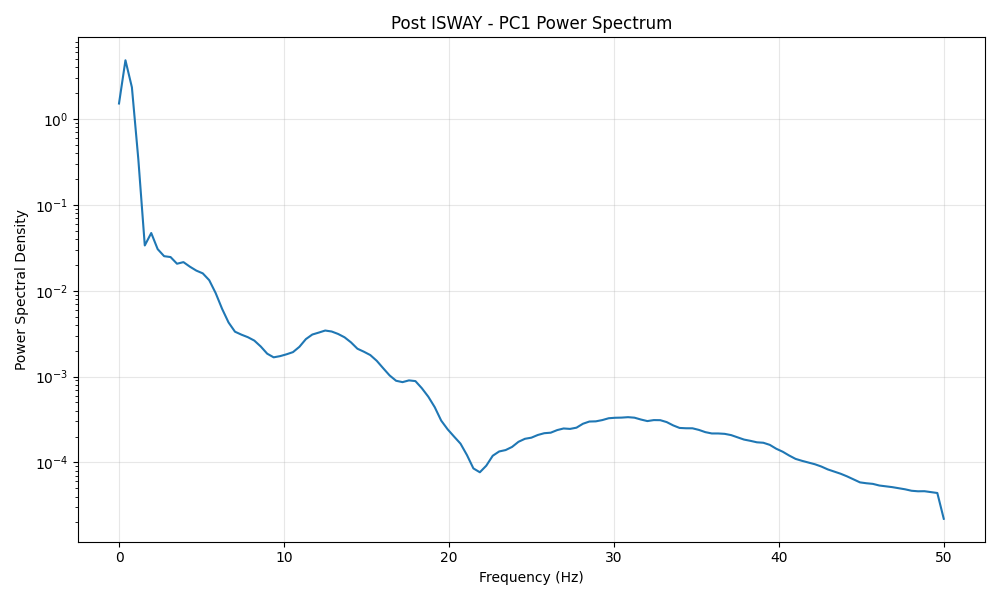 Post ISWAY - PC1 Power Spectrum
Power Spectral Density
10⁰
10⁻¹
10⁻²
10⁻³
10⁻⁴
0 10 20 30 40 50
Frequency (Hz)